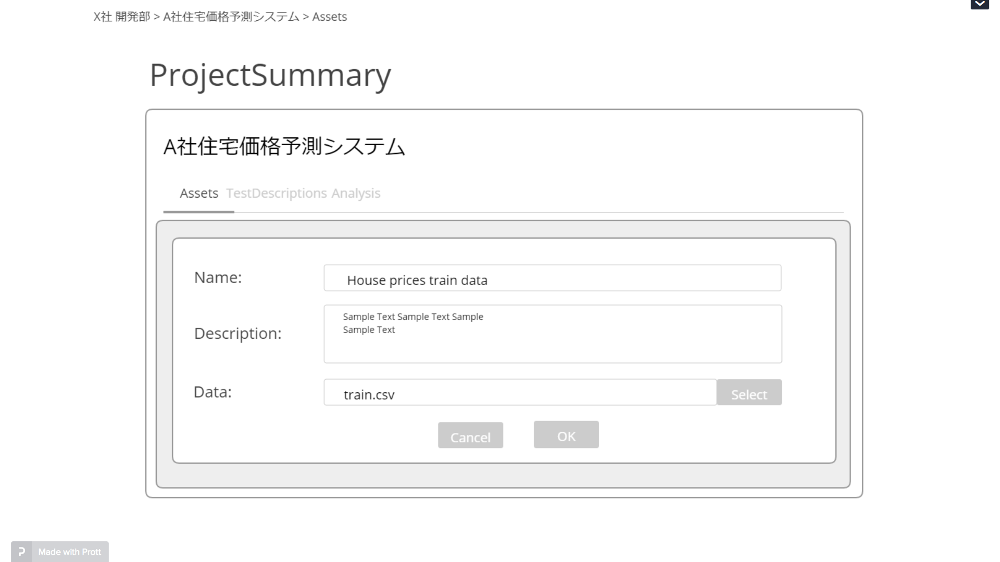 X社 開発部 > A社住宅価格予測システム > Assets
ProjectSummary
A社住宅価格予測システム
Assets TestDescriptions Analysis
Name: House prices train data
Description: Sample Text Sample Text Sample
Sample Text
Data: train.csv Select
Cancel OK
Made with Prott